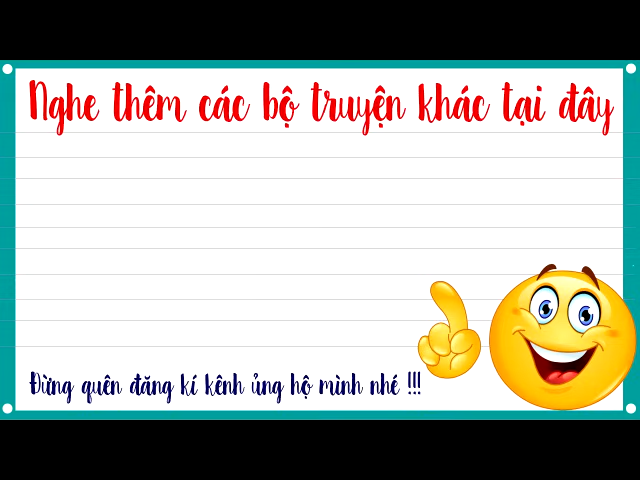 Nghe thêm các bộ truyện khác tại đây
Đừng quên đăng kí kênh ủng hộ mình nhé !!!